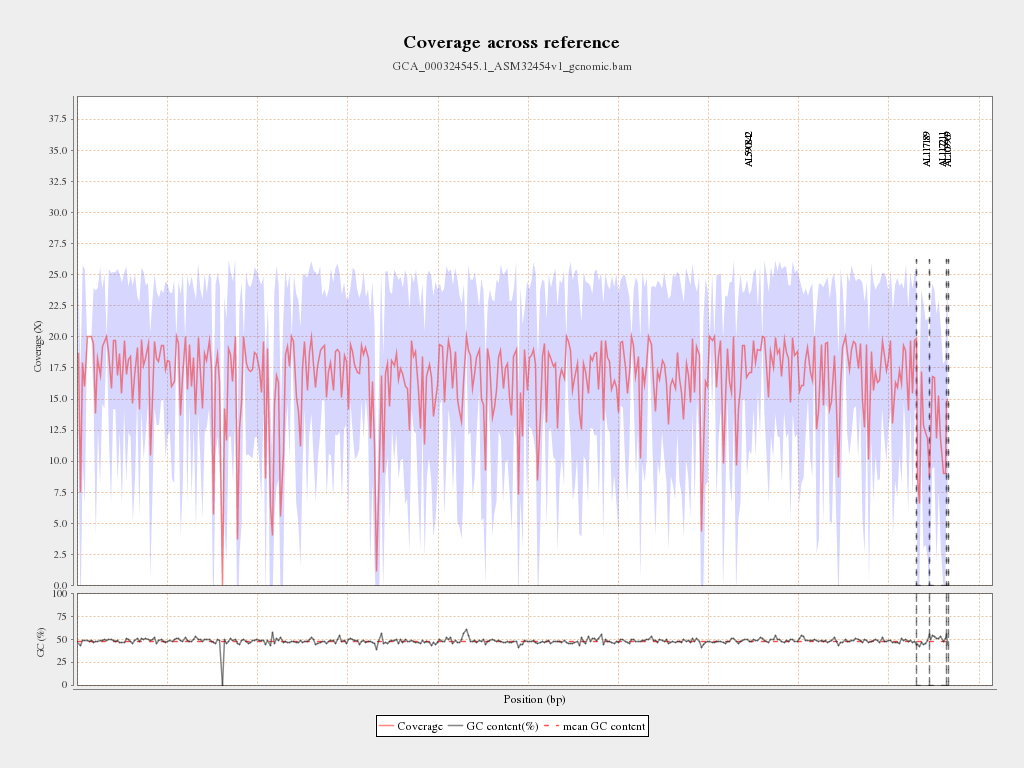 Coverage across reference
GCA_000324545.1_ASM32454v1_genomic.bam
37.5
35.0
32.5
30.0
27.5
25.0
22.5
20.0
17.5
15.0
12.5
10.0
7.5
5.0
2.5
0.0
Coverage (X)
AL590842
AL117189
AL117211
AL109969
100
75
50
25
0
GC (%)
Position (bp)
Coverage GC content(%) mean GC content